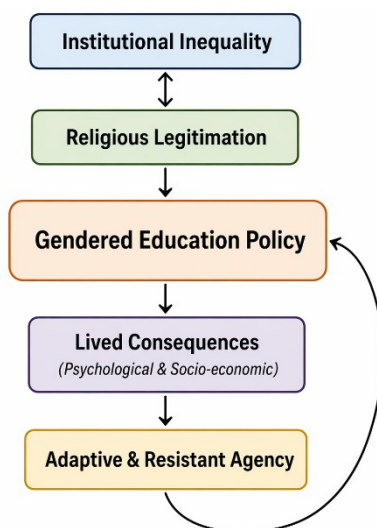 Institutional Inequality
Religious Legitimation
Gendered Education Policy
Lived Consequences
(Psychological & Socio-economic)
Adaptive & Resistant Agency